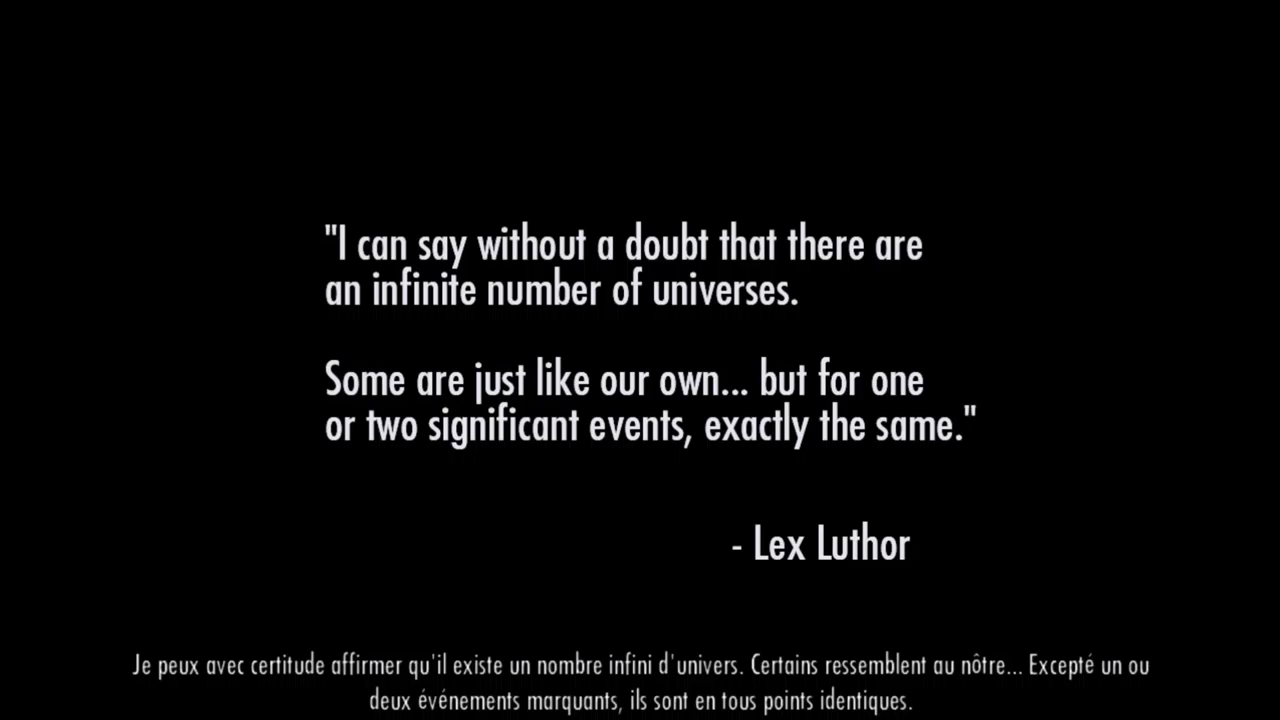 "I can say without a doubt that there are
an infinite number of universes.
Some are just like our own... but for one
or two significant events, exactly the same."
- Lex Luthor
Je peux avec certitude affirmer qu'il existe un nombre infini d'univers. Certains ressemblent au nôtre... Excepté un ou
deux événements marquants, ils sont en tous points identiques.